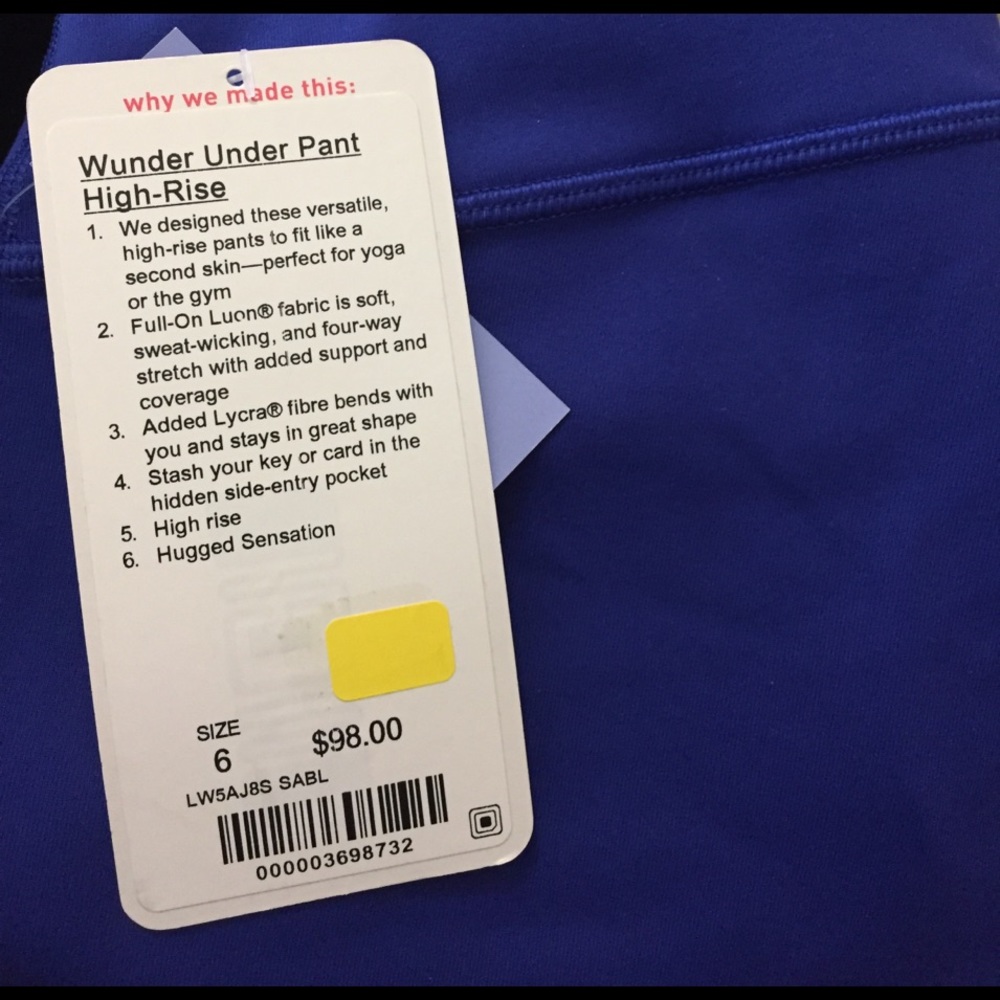 why we made this:
Wunder Under Pant
High-Rise
1. We designed these versatile,
high-rise pants to fit like a
second skin—perfect for yoga
or the gym
2. Full-On Luon® fabric is soft,
sweat-wicking, and four-way
stretch with added support and
coverage
3. Added Lycra® fibre bends with
you and stays in great shape
4. Stash your key or card in the
hidden side-entry pocket
5. High rise
6. Hugged Sensation
SIZE
6 $98.00
LW5AJ8S SABL
000003698732